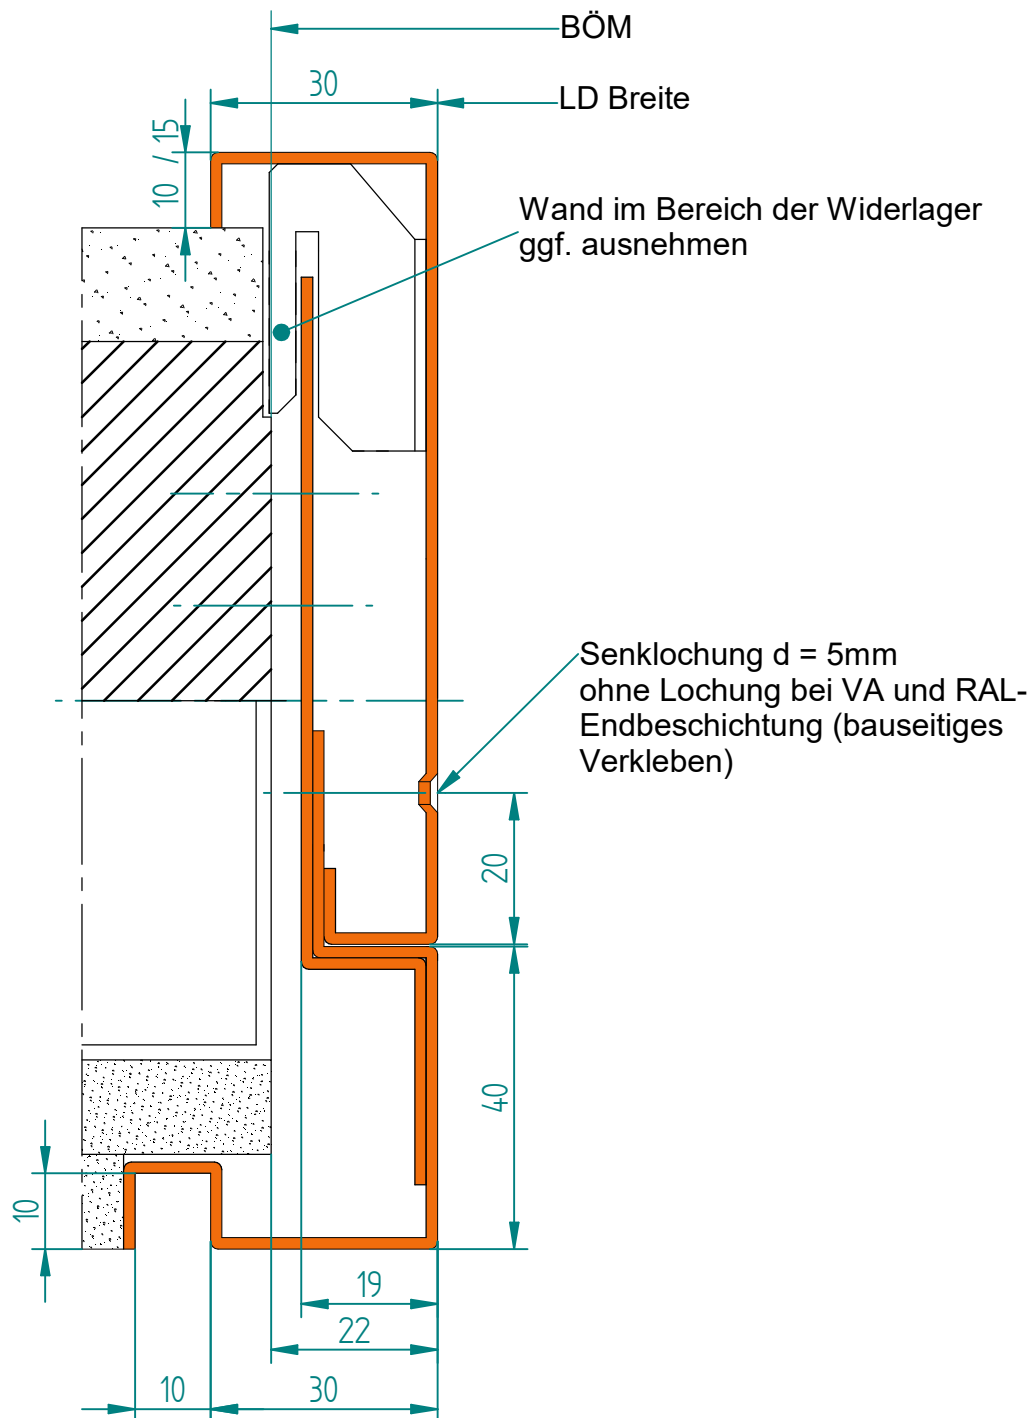 BÖM
30
LD Breite
10 / 15
Wand im Bereich der Widerlager
ggf. ausnehmen
Senklochung d = 5mm
ohne Lochung bei VA und RAL-
Endbeschichtung (bauseitiges
Verkleben)
20
40
10
19
22
10
30